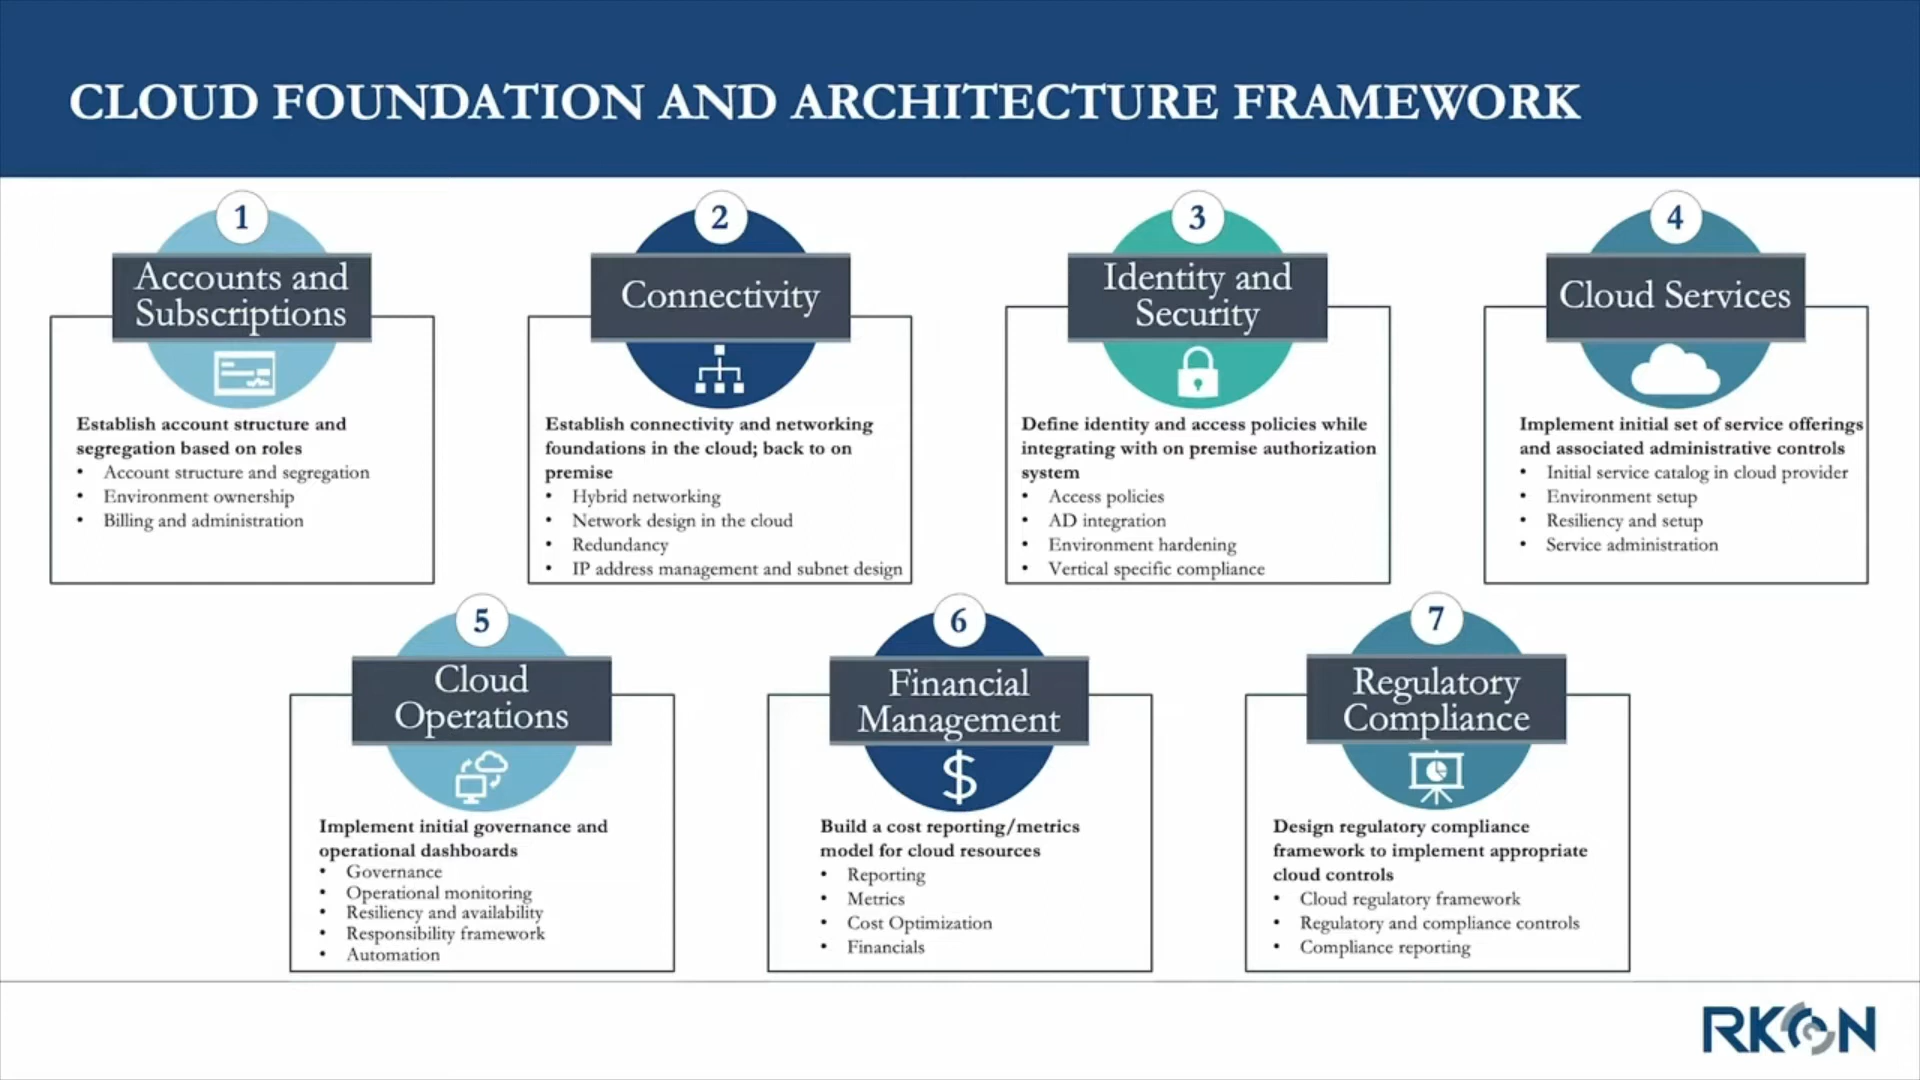 CLOUD FOUNDATION AND ARCHITECTURE FRAMEWORK
1
Accounts and
Subscriptions
Establish account structure and
segregation based on roles
• Account structure and segregation
• Environment ownership
• Billing and administration
2
Connectivity
Establish connectivity and networking
foundations in the cloud; back to on
premise
• Hybrid networking
• Network design in the cloud
• Redundancy
• IP address management and subnet design
3
Identity and
Security
Define identity and access policies while
integrating with on premise authorization
system
• Access policies
• AD integration
• Environment hardening
• Vertical specific compliance
4
Cloud Services
Implement initial set of service offerings
and associated administrative controls
• Initial service catalog in cloud provider
• Environment setup
• Resiliency and setup
• Service administration
5
Cloud
Operations
Implement initial governance and
operational dashboards
• Governance
• Operational monitoring
• Resiliency and availability
• Responsibility framework
• Automation
6
Financial
Management
$
Build a cost reporting/metrics
model for cloud resources
• Reporting
• Metrics
• Cost Optimization
• Financials
7
Regulatory
Compliance
Design regulatory compliance
framework to implement appropriate
cloud controls
• Cloud regulatory framework
• Regulatory and compliance controls
• Compliance reporting
RKON